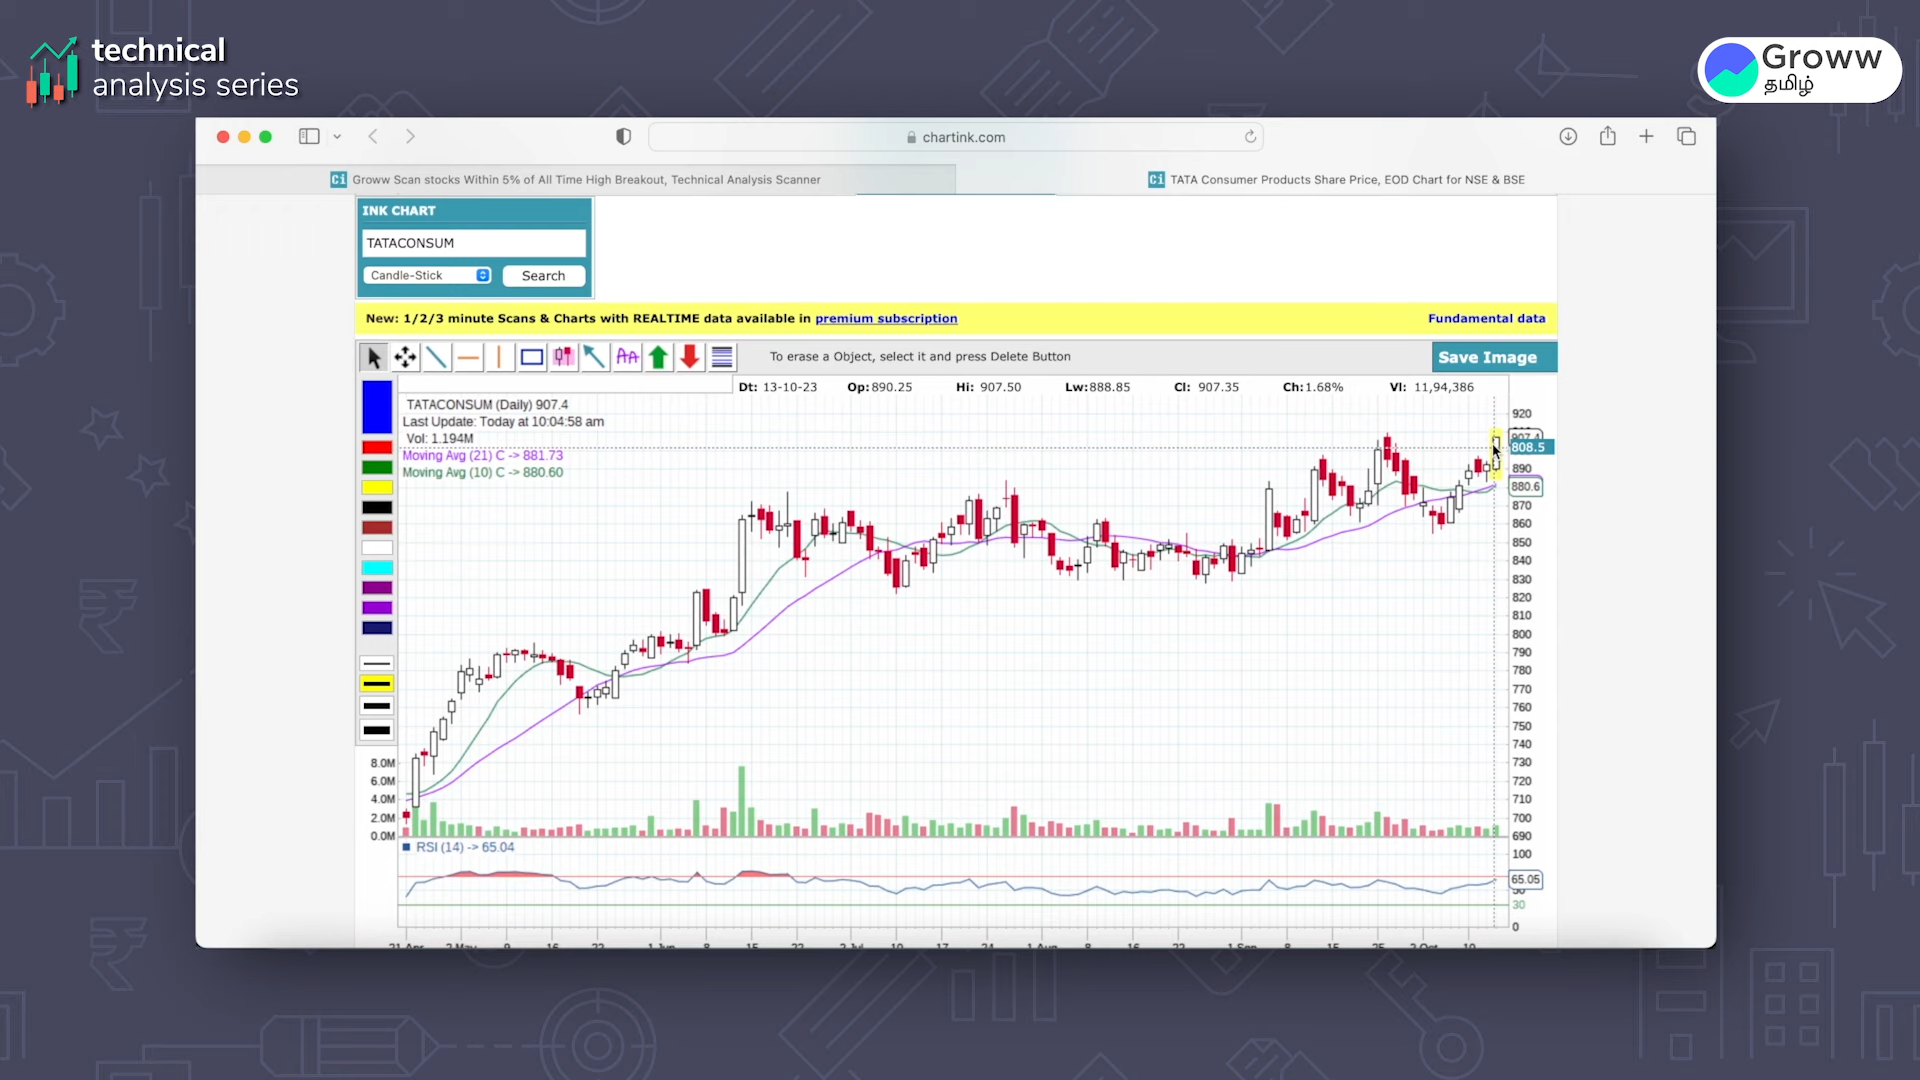 technical
analysis series
Groww
தமிழ்
chartink.com
Ci Groww Scan stocks Within 5% of All Time High Breakout, Technical Analysis Scanner
Ci TATA Consumer Products Share Price, EOD Chart for NSE & BSE
INK CHART
TATACONSUM
Candle-Stick
Search
New: 1/2/3 minute Scans & Charts with REALTIME data available in premium subscription
Fundamental data
AA
To erase a Object, select it and press Delete Button
Save Image
Dt: 13-10-23 Op:890.25 Hi: 907.50 Lw:888.85 Cl: 907.35 Ch:1.68% Vl: 11,94,386
TATACONSUM (Daily) 907.4
Last Update: Today at 10:04:58 am
Vol: 1.194M
Moving Avg (21) C -> 881.73
Moving Avg (10) C -> 880.60
920
907.4
808.5
890
880.6
870
860
850
840
830
820
810
800
790
780
770
760
750
740
730
720
710
700
690
8.0M
6.0M
4.0M
2.0M
0.0M
RSI (14) -> 65.04
100
65.05
30
0